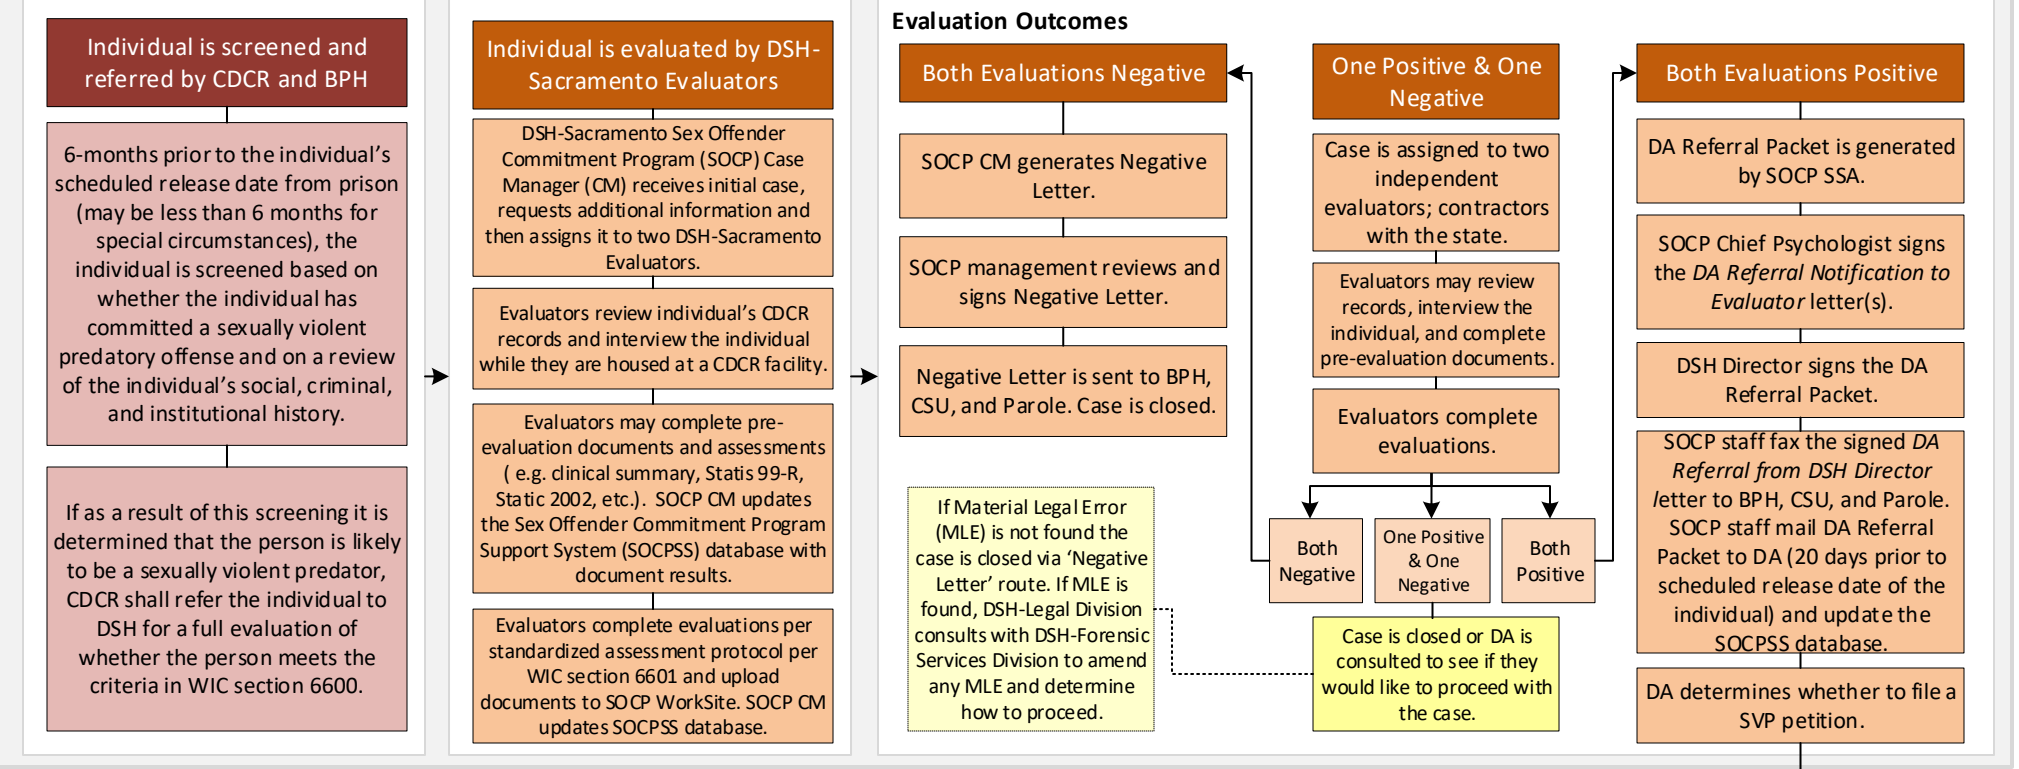 Individual is screened and
referred by CDCR and BPH
6-months prior to the individual's
scheduled release date from prison
(may be less than 6 months for
special circumstances), the
individual is screened based on
whether the individual has
committed a sexually violent
predatory offense and on a review
of the individual's social, criminal,
and institutional history.
If as a result of this screening it is
determined that the person is likely
to be a sexually violent predator,
CDCR shall refer the individual to
DSH for a full evaluation of
whether the person meets the
criteria in WIC section 6600.
Individual is evaluated by DSH-
Sacramento Evaluators
DSH-Sacramento Sex Offender
Commitment Program (SOCP) Case
Manager (CM) receives initial case,
requests additional information and
then assigns it to two DSH-Sacramento
Evaluators.
Evaluators review individual's CDCR
records and interview the individual
while they are housed at a CDCR facility.
Evaluators may complete pre-
evaluation documents and assessments
( e.g. clinical summary, Statis 99-R,
Static 2002, etc.). SOCP CM updates
the Sex Offender Commitment Program
Support System (SOCPSS) database with
document results.
Evaluators complete evaluations per
standardized assessment protocol per
WIC section 6601 and upload
documents to SOCP WorkSite. SOCP CM
updates SOCPSS database.
Evaluation Outcomes
Both Evaluations Negative
SOCP CM generates Negative
Letter.
SOCP management reviews and
signs Negative Letter.
Negative Letter is sent to BPH,
CSU, and Parole. Case is closed.
If Material Legal Error
(MLE) is not found the
case is closed via 'Negative
Letter' route. If MLE is
found, DSH-Legal Division
consults with DSH-Forensic
Services Division to amend
any MLE and determine
how to proceed.
One Positive & One
Negative
Case is assigned to two
independent
evaluators; contractors
with the state.
Evaluators may review
records, interview the
individual, and complete
pre-evaluation documents.
Evaluators complete
evaluations.
Both
Negative
One Positive
& One
Negative
Both
Positive
Case is closed or DA is
consulted to see if they
would like to proceed with
the case.
Both Evaluations Positive
DA Referral Packet is generated
by SOCP SSA.
SOCP Chief Psychologist signs
the DA Referral Notification to
Evaluator letter(s).
DSH Director signs the DA
Referral Packet.
SOCP staff fax the signed DA
Referral from DSH Director
letter to BPH, CSU, and Parole.
SOCP staff mail DA Referral
Packet to DA (20 days prior to
scheduled release date of the
individual) and update the
SOCPSS database.
DA determines whether to file a
SVP petition.